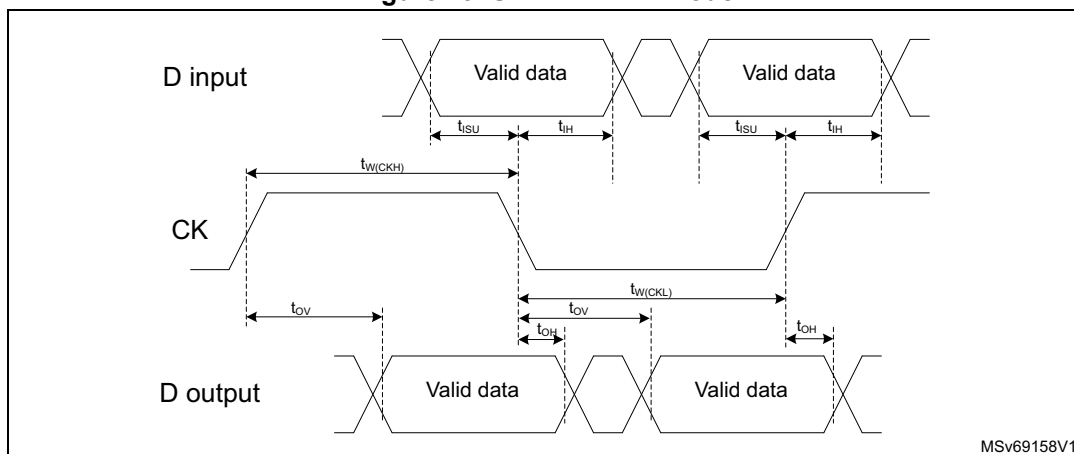 D input
Valid data
Valid data
tISU
tIH
tISU
tIH
tW(CKH)
CK
tW(CKL)
tOV
tOV
tOH
tOH
D output
Valid data
Valid data
MSv69158V1